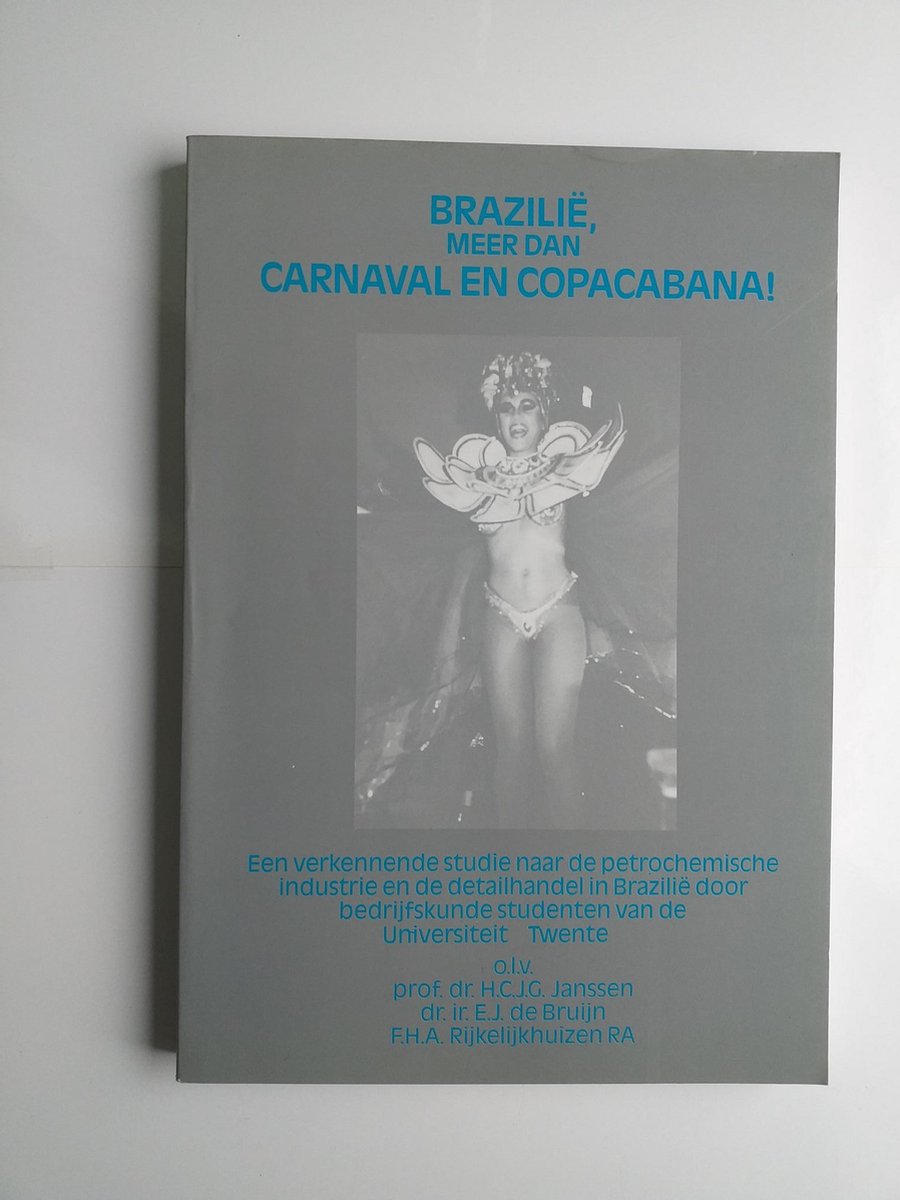 BRAZILIË,
MEER DAN
CARNAVAL EN COPACABANA!
Een verkennende studie naar de petrochemische
industrie en de detailhandel in Brazilië door
bedrijfskunde studenten van de
Universiteit Twente
o.l.v.
prof. dr. H.C.J.G. Janssen
dr. ir. E.J. de Bruijn
F.H.A. Rijkelijkhuizen RA